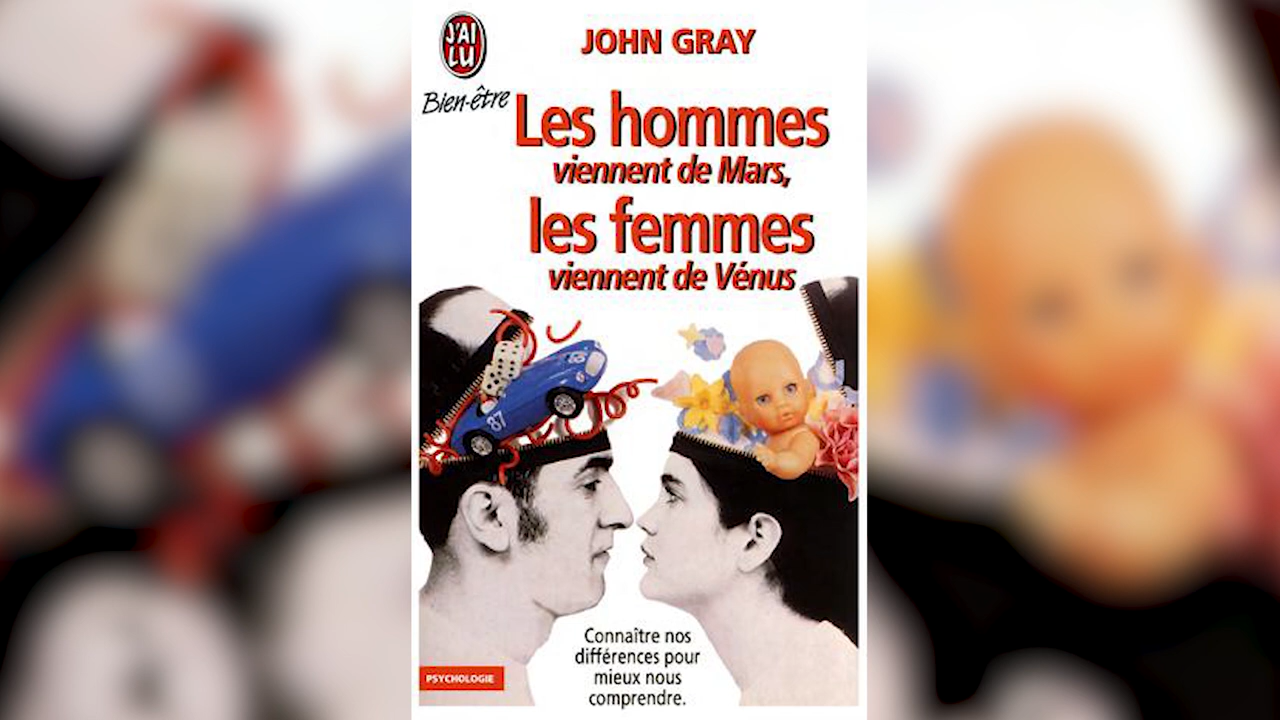 J'AI
LU
JOHN GRAY
Bien-être
Les hommes
viennent de Mars,
les femmes
viennent de Vénus
87
Connaître nos
différences pour
mieux nous
comprendre.
PSYCHOLOGIE